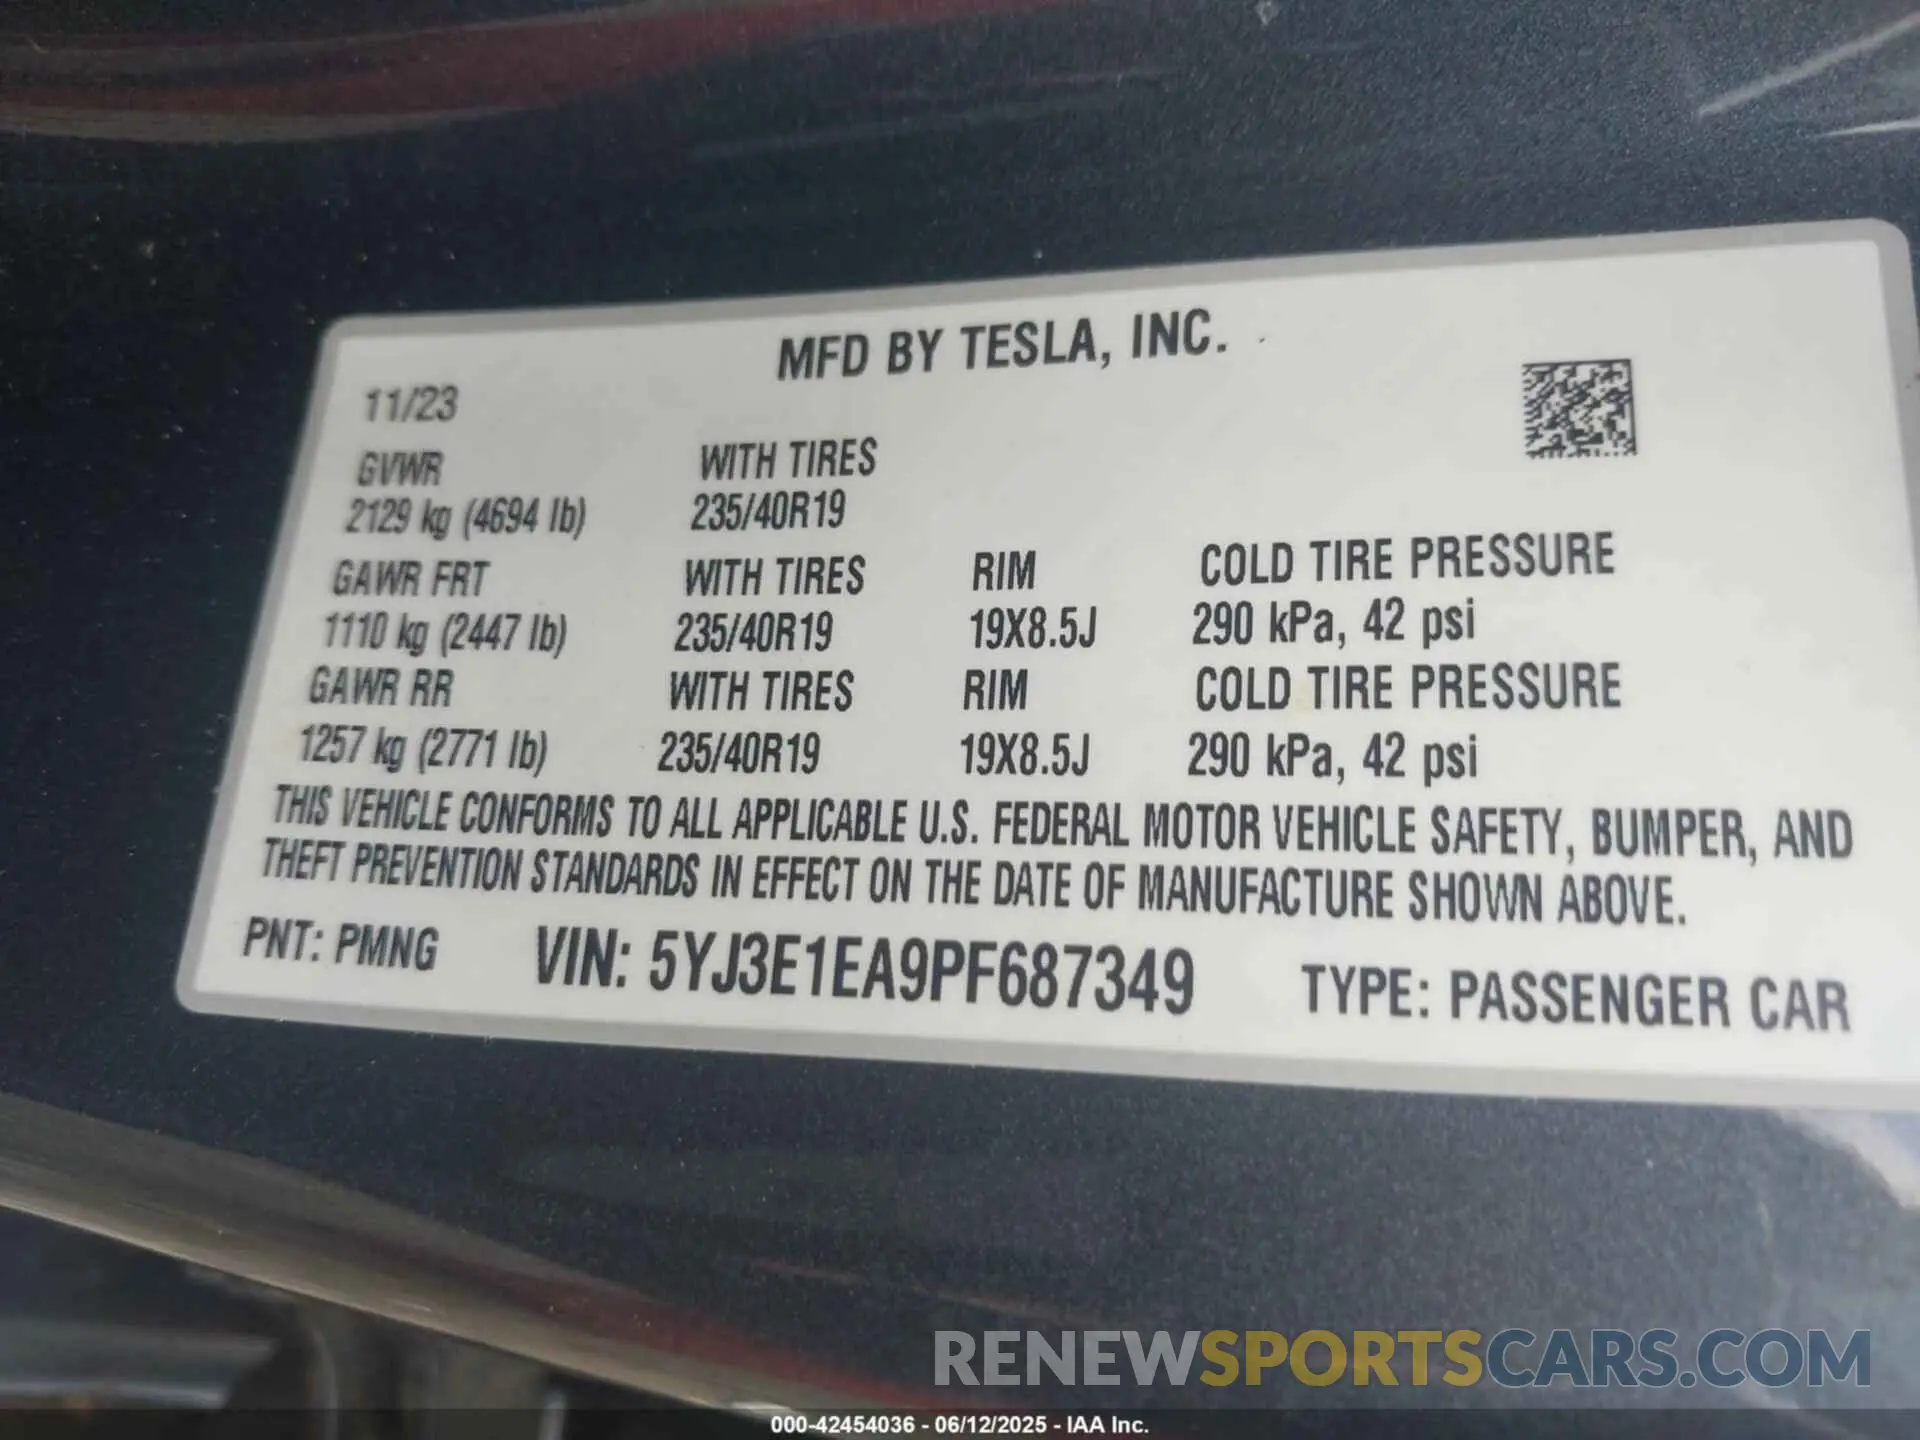 MFD BY TESLA, INC.
11/23
GVWR WITH TIRES
2129 kg (4694 lb) 235/40R19
GAWR FRT WITH TIRES RIM COLD TIRE PRESSURE
1110 kg (2447 lb) 235/40R19 19X8.5J 290 kPa, 42 psi
GAWR RR WITH TIRES RIM COLD TIRE PRESSURE
1257 kg (2771 lb) 235/40R19 19X8.5J 290 kPa, 42 psi
THIS VEHICLE CONFORMS TO ALL APPLICABLE U.S. FEDERAL MOTOR VEHICLE SAFETY, BUMPER, AND
THEFT PREVENTION STANDARDS IN EFFECT ON THE DATE OF MANUFACTURE SHOWN ABOVE.
PNT: PMNG VIN: 5YJ3E1EA9PF687349 TYPE: PASSENGER CAR
RENEWSPORTSCARS.COM
000-42454036 - 06/12/2025 - IAA Inc.